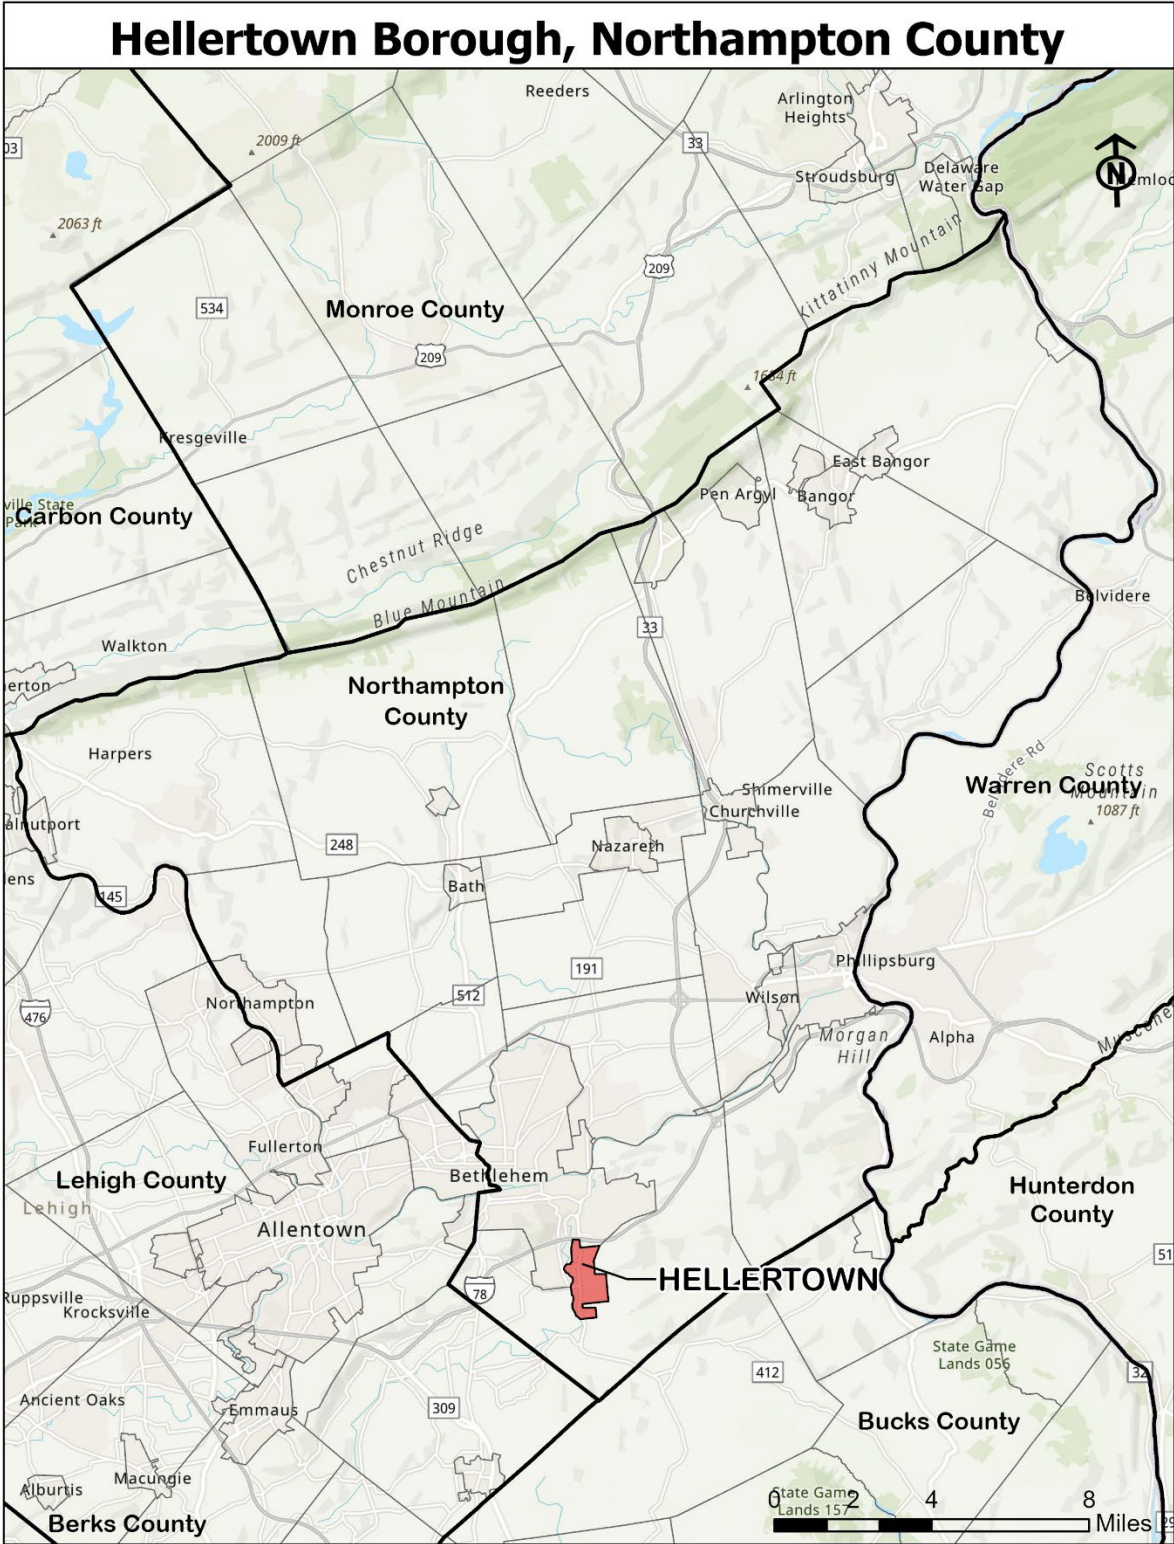 Hellertown Borough, Northampton County
Reeders
Arlington
Heights
2009 ft
33
03
Stroudsburg
Delaware
Water Gap
N
2063 ft
Kittatinny Mountain
209
534
Monroe County
209
Kresgeville
East Bangor
Pen Argyl
Bangor
Carbon County
Chestnut Ridge
Blue Mountain
Belvidere
33
Walkton
Northampton
County
Harpers
Belvidere Rd
Scotts
Mountain
1087 ft
Warren County
Shimerville
Churchville
248
Nazareth
Bath
145
191
Phillipsburg
Wilson
512
Northampton
476
Morgan
Hill
Alpha
Fullerton
Bethlehem
Lehigh County
Lehigh
Hunterdon
County
Allentown
HELLERTOWN
78
51
Ruppsville
Krocksville
State Game
Lands 056
412
32
Ancient Oaks
Emmaus
309
Bucks County
Macungie
Alburtis
State Game
Lands 157
Berks County
0 2 4 8
Miles